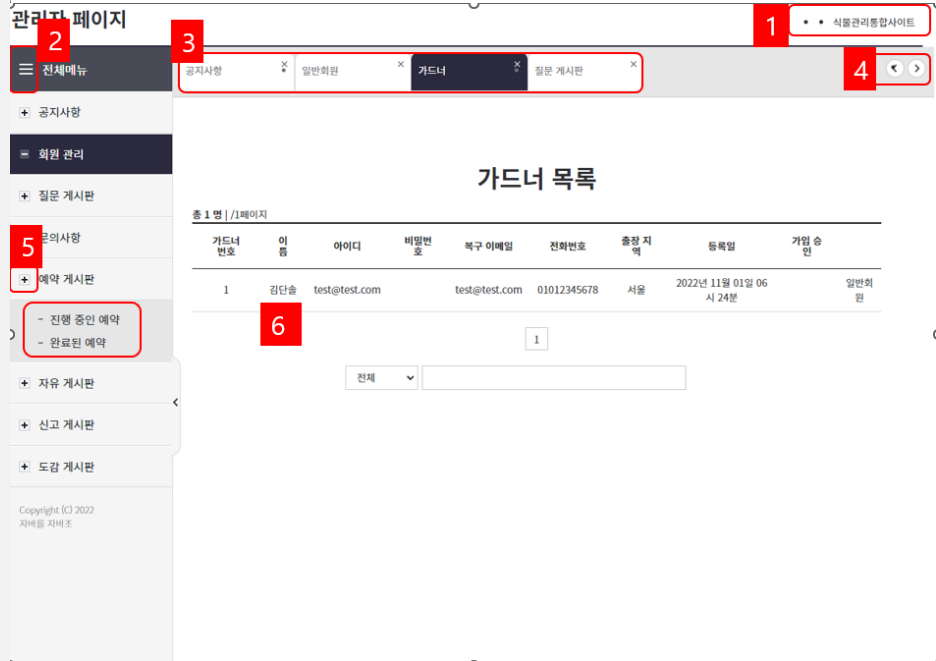 관리자 페이지
1
• • 식물관리통합사이트
2
3
전체메뉴
공지사항 ×
일반회원 ×
가드너 ×
질문 게시판 ×
4
공지사항
회원 관리
질문 게시판
문의사항
5
예약 게시판
- 진행 중인 예약
- 완료된 예약
자유 게시판
신고 게시판
도감 게시판
Copyright (C) 2022
자바를 자바조
가드너 목록
총 1 명 | /1페이지
가드너 번호 이름 아이디 비밀번호 복구 이메일 전화번호 출장 지역 등록일 가입 승인
1 김단솔 test@test.com test@test.com 01012345678 서울 2022년 11월 01일 06시 24분 일반회원
6
1
전체